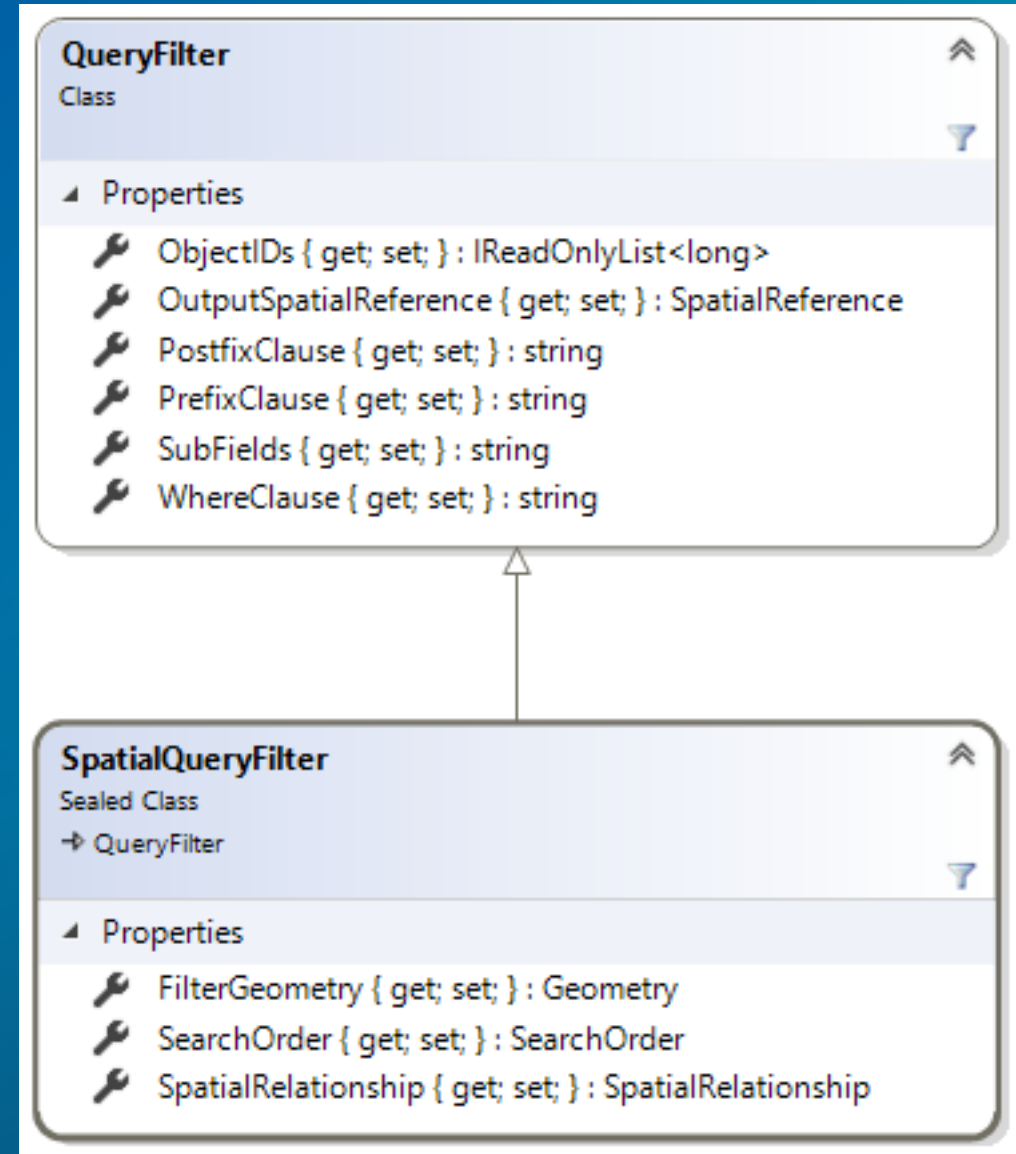 QueryFilter
Class
Properties
ObjectIDs { get; set; } : IReadOnlyList<long>
OutputSpatialReference { get; set; } : SpatialReference
PostfixClause { get; set; } : string
PrefixClause { get; set; } : string
SubFields { get; set; } : string
WhereClause { get; set; } : string
SpatialQueryFilter
Sealed Class
QueryFilter
Properties
FilterGeometry { get; set; } : Geometry
SearchOrder { get; set; } : SearchOrder
SpatialRelationship { get; set; } : SpatialRelationship